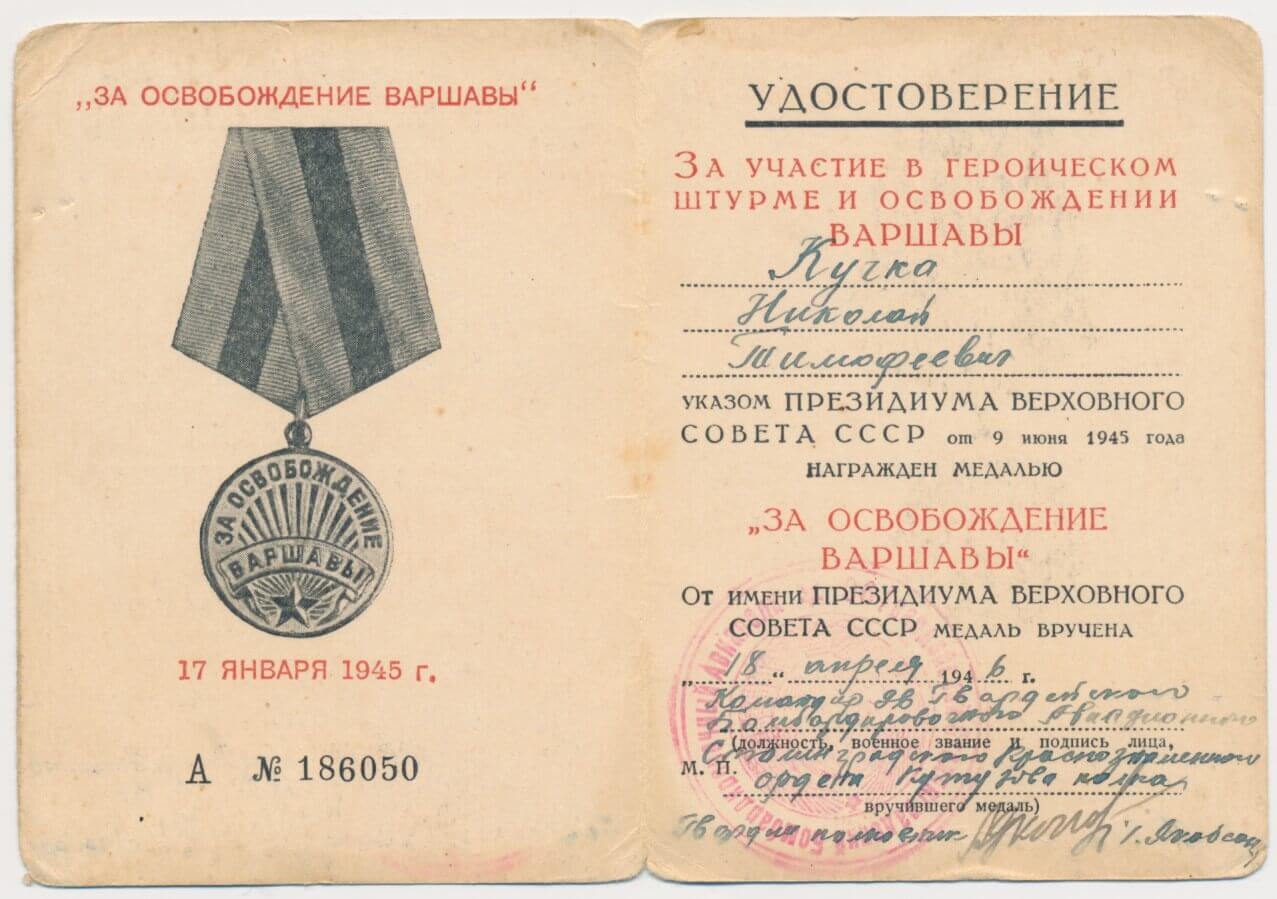 „ЗА ОСВОБОЖДЕНИЕ ВАРШАВЫ“
ЗА ОСВОБОЖДЕНИЕ
ВАРШАВЫ
17 ЯНВАРЯ 1945 г.
А № 186050
УДОСТОВЕРЕНИЕ
ЗА УЧАСТИЕ В ГЕРОИЧЕСКОМ
ШТУРМЕ И ОСВОБОЖДЕНИИ
ВАРШАВЫ
Кучка
Николай
Тимофеевич
УКАЗОМ ПРЕЗИДИУМА ВЕРХОВНОГО
СОВЕТА СССР от 9 июня 1945 года
НАГРАЖДЕН МЕДАЛЬЮ
„ЗА ОСВОБОЖДЕНИЕ
ВАРШАВЫ“
От имени ПРЕЗИДИУМА ВЕРХОВНОГО
СОВЕТА СССР МЕДАЛЬ ВРУЧЕНА
„18“ апреля 1946 г.
Командир Гвардейского
Бомбардировочного Авиационного
(должность, военное звание и подпись лица,
Сталинградского Краснознаменного
М. П.
ордена Кутузова полка
вручившего медаль)
Гвардии полковник /. Якобсон/